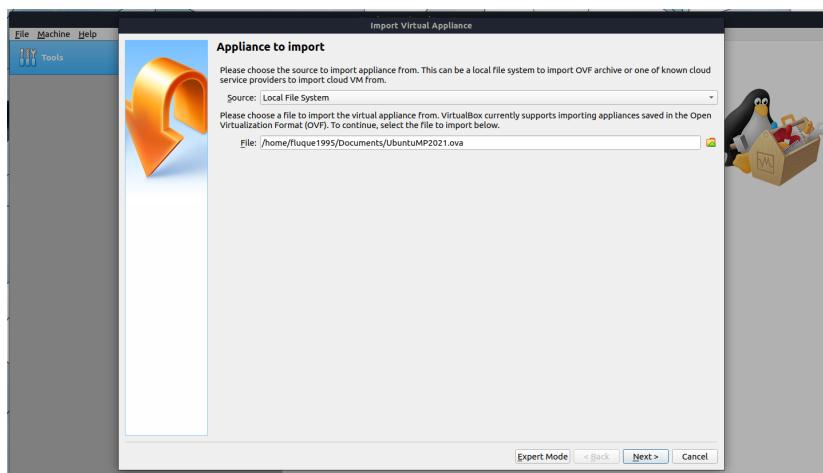 Import Virtual Appliance
File Machine Help
Tools
Appliance to import
Please choose the source to import appliance from. This can be a local file system to import OVF archive or one of known cloud
service providers to import cloud VM from.
Source: Local File System
Please choose a file to import the virtual appliance from. VirtualBox currently supports importing appliances saved in the Open
Virtualization Format (OVF). To continue, select the file to import below.
File: /home/fluque1995/Documents/UbuntuMP2021.ova
Expert Mode < Back Next > Cancel